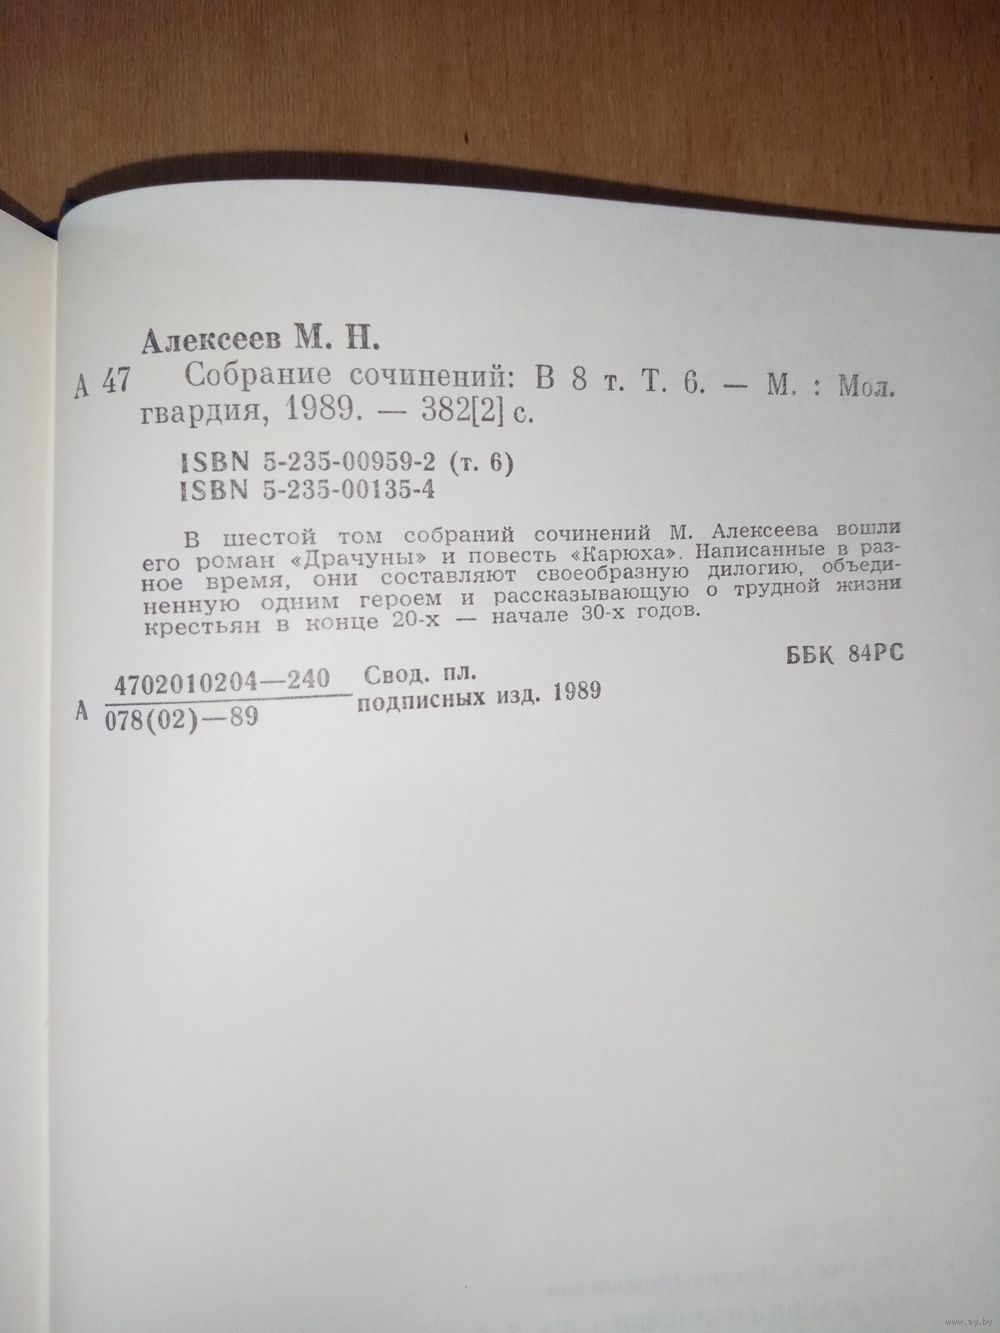 Алексеев М. Н.
А 47 Собрание сочинений: В 8 т. Т. 6. — М. : Мол.
гвардия, 1989. — 382[2] с.
ISBN 5-235-00959-2 (т. 6)
ISBN 5-235-00135-4
В шестой том собраний сочинений М. Алексеева вошли
его роман «Драчуны» и повесть «Карюха». Написанные в раз-
ное время, они составляют своеобразную дилогию, объеди-
ненную одним героем и рассказывающую о трудной жизни
крестьян в конце 20-х — начале 30-х годов.
ББК 84РС
А 4702010204—240 Свод. пл.
078(02)—89 подписных изд. 1989
www.ay.by